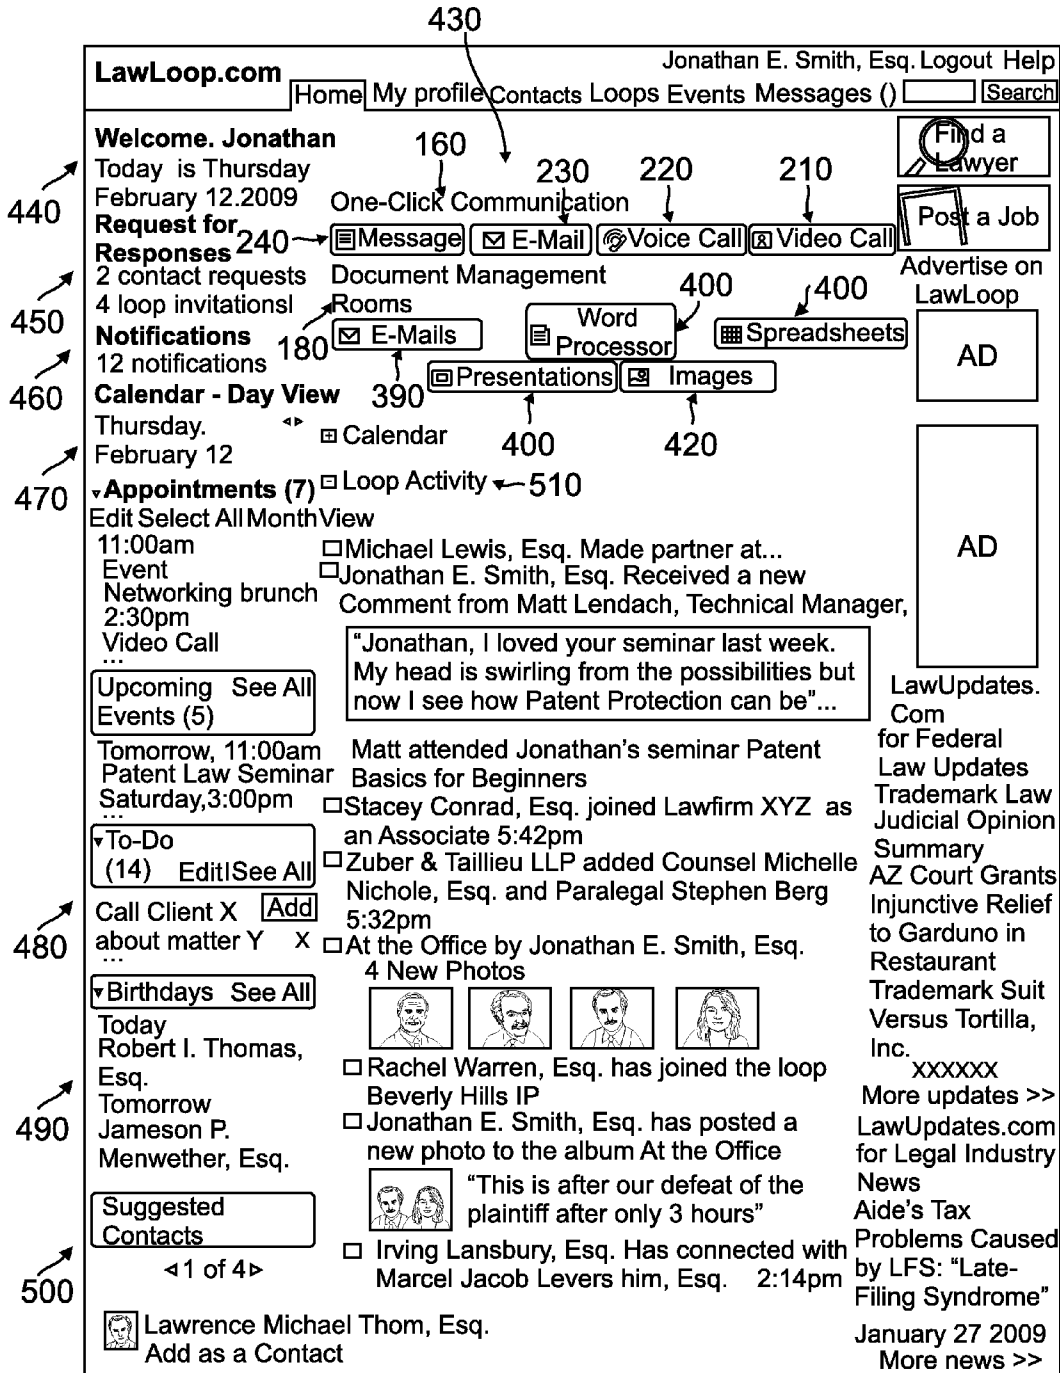 430
LawLoop.com
Jonathan E. Smith, Esq. Logout Help
Home My profile Contacts Loops Events Messages () Search
Welcome. Jonathan
Today is Thursday
February 12.2009
440
Request for
Responses
2 contact requests
4 loop invitationsl
450
Notifications
12 notifications
460
Calendar - Day View
Thursday.
February 12
470
Appointments (7)
Edit Select All Month View
11:00am
Event
Networking brunch
2:30pm
Video Call
...
Upcoming See All
Events (5)
Tomorrow, 11:00am
Patent Law Seminar
Saturday,3:00pm
...
To-Do
(14) EditISee All
Call Client X Add
about matter Y X
...
480
Birthdays See All
Today
Robert I. Thomas,
Esq.
Tomorrow
Jameson P.
Menwether, Esq.
490
Suggested
Contacts
1 of 4
500
Lawrence Michael Thom, Esq.
Add as a Contact
160
230
220
210
One-Click Communication
240
Message E-Mail Voice Call Video Call
Document Management
Rooms
180
400
400
E-Mails
Word
Processor
Spreadsheets
390
Presentations Images
400
420
Calendar
Loop Activity 510
Michael Lewis, Esq. Made partner at...
Jonathan E. Smith, Esq. Received a new
Comment from Matt Lendach, Technical Manager,
“Jonathan, I loved your seminar last week.
My head is swirling from the possibilities but
now I see how Patent Protection can be”...
Matt attended Jonathan’s seminar Patent
Basics for Beginners
Stacey Conrad, Esq. joined Lawfirm XYZ as
an Associate 5:42pm
Zuber & Taillieu LLP added Counsel Michelle
Nichole, Esq. and Paralegal Stephen Berg
5:32pm
At the Office by Jonathan E. Smith, Esq.
4 New Photos
Rachel Warren, Esq. has joined the loop
Beverly Hills IP
Jonathan E. Smith, Esq. has posted a
new photo to the album At the Office
“This is after our defeat of the
plaintiff after only 3 hours”
Irving Lansbury, Esq. Has connected with
Marcel Jacob Levers him, Esq. 2:14pm
Find a
Lawyer
Post a Job
Advertise on
LawLoop
AD
AD
LawUpdates.
Com
for Federal
Law Updates
Trademark Law
Judicial Opinion
Summary
AZ Court Grants
Injunctive Relief
to Garduno in
Restaurant
Trademark Suit
Versus Tortilla,
Inc.
XXXXXX
More updates >>
LawUpdates.com
for Legal Industry
News
Aide’s Tax
Problems Caused
by LFS: “Late-
Filing Syndrome”
January 27 2009
More news >>